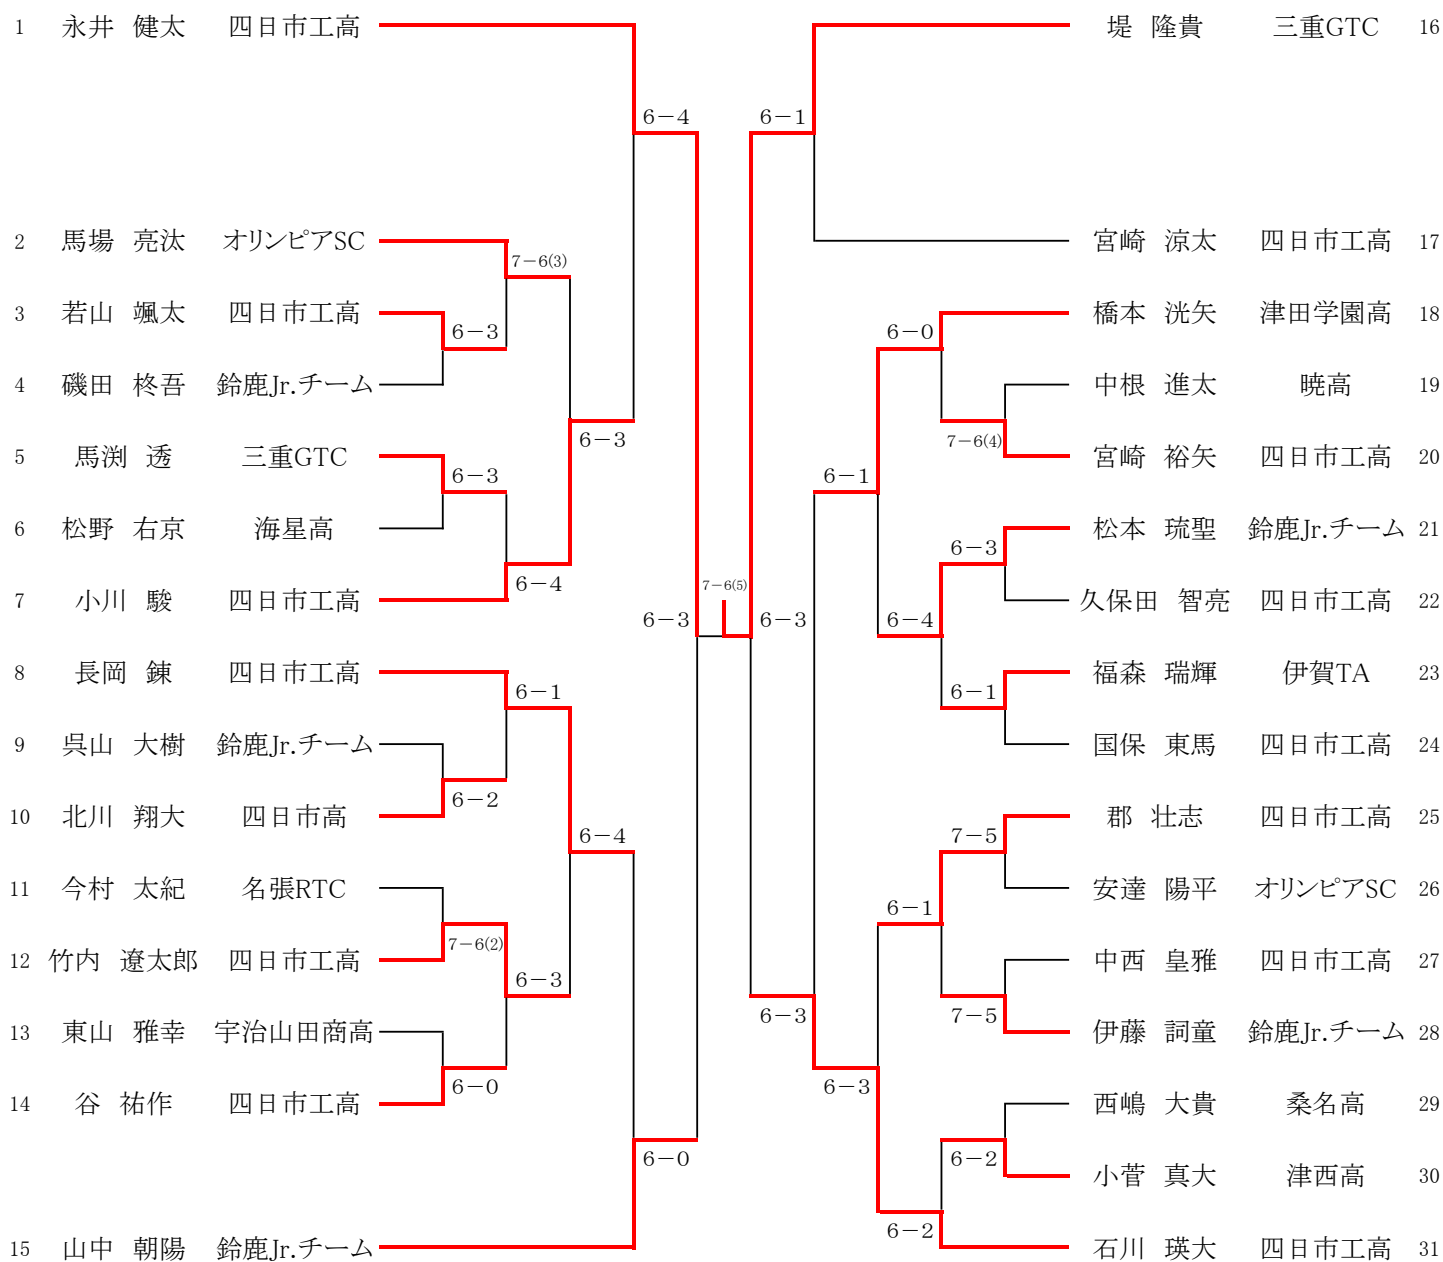 1 永井 健太 四日市工高
2 馬場 亮汰 オリンピアSC
3 若山 颯太 四日市工高
4 磯田 柊吾 鈴鹿Jr.チーム
5 馬渕 透 三重GTC
6 松野 右京 海星高
7 小川 駿 四日市工高
8 長岡 錬 四日市工高
9 呉山 大樹 鈴鹿Jr.チーム
10 北川 翔大 四日市高
11 今村 太紀 名張RTC
12 竹内 遼太郎 四日市工高
13 東山 雅幸 宇治山田商高
14 谷 祐作 四日市工高
15 山中 朝陽 鈴鹿Jr.チーム
7-6(3)
6-3
6-3
6-4
6-1
6-2
7-6(2)
6-3
6-0
6-3
6-4
6-4
6-0
6-3
7-6(5)
6-3
6-1
6-3
6-1
6-3
6-0
6-4
6-1
6-2
7-6(4)
6-3
6-1
7-5
7-5
6-2
堤 隆貴 三重GTC 16
宮崎 涼太 四日市工高 17
橋本 洸矢 津田学園高 18
中根 進太 暁高 19
宮崎 裕矢 四日市工高 20
松本 琉聖 鈴鹿Jr.チーム 21
久保田 智亮 四日市工高 22
福森 瑞輝 伊賀TA 23
国保 東馬 四日市工高 24
郡 壮志 四日市工高 25
安達 陽平 オリンピアSC 26
中西 皇雅 四日市工高 27
伊藤 詞童 鈴鹿Jr.チーム 28
西嶋 大貴 桑名高 29
小菅 真大 津西高 30
石川 瑛大 四日市工高 31